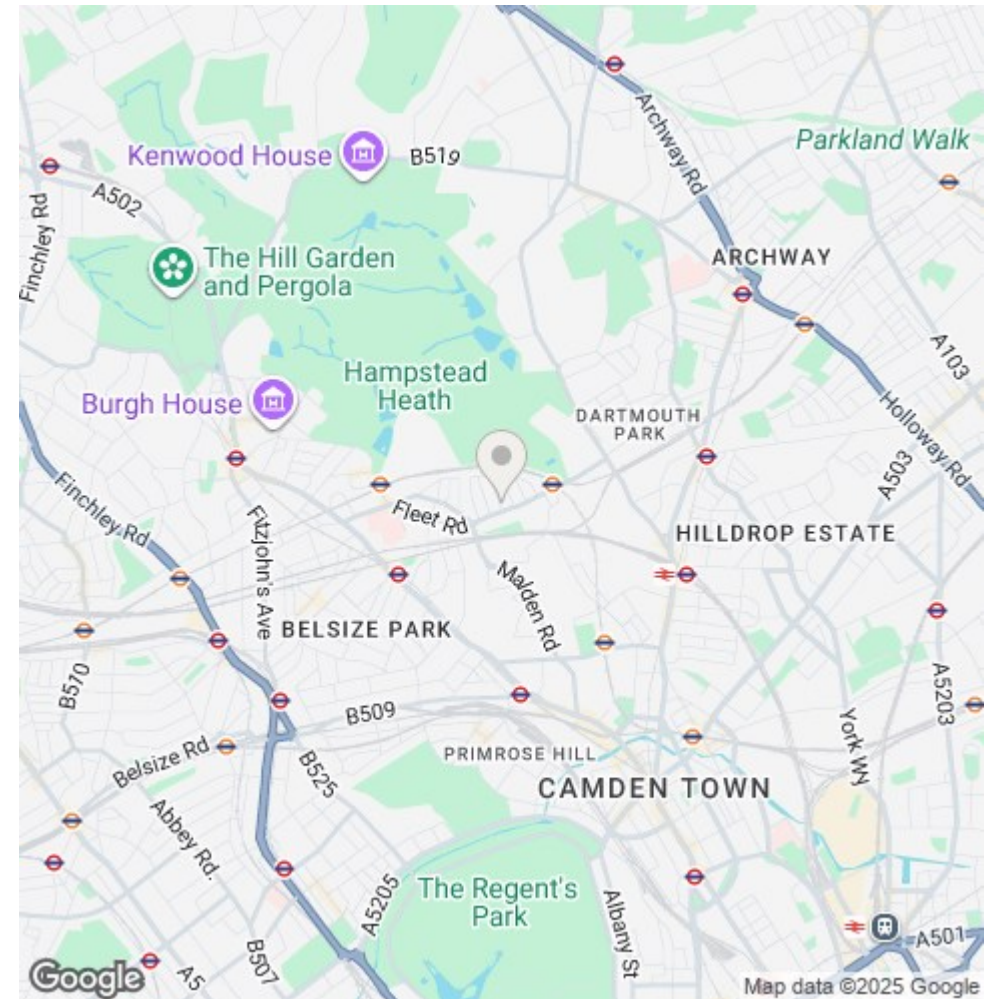 Kenwood House
B519
Archway Rd
Parkland Walk
A502
Finchley Rd
The Hill Garden
and Pergola
ARCHWAY
A103
Hampstead
Heath
Burgh House
DARTMOUTH
PARK
Holloway Rd
A503
Finchley Rd
Fitzjohn's Ave
Fleet Rd
HILLDROP ESTATE
Malden Rd
BELSIZE PARK
B570
A5203
B509
York Wy
Belsize Rd
B525
PRIMROSE HILL
CAMDEN TOWN
Abbey Rd.
A5205
The Regent's
Park
Albany St
A501
B507
A5
Google
Map data ©2025 Google